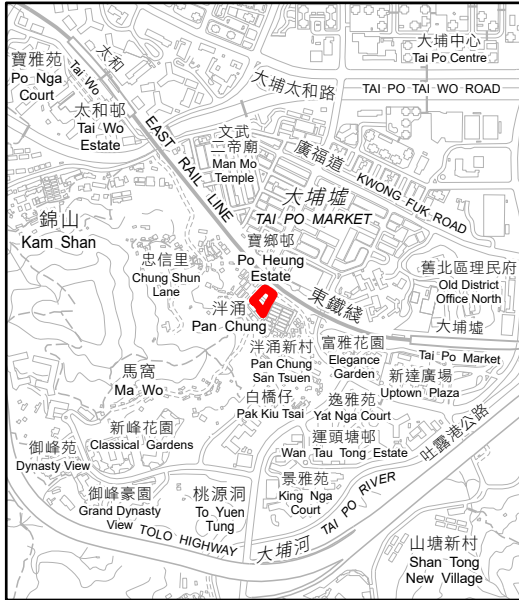 大埔中心
Tai Po Centre
寶雅苑
Po Nga
Court
太和
Tai Wo
大埔太和路
TAI PO TAI WO ROAD
太和邨
Tai Wo
Estate
EAST RAIL LINE
文武
二帝廟
Man Mo
Temple
廣福道
KWONG FUK ROAD
大埔墟
TAI PO MARKET
錦山
Kam Shan
寶鄉邨
Po Heung
Estate
忠信里
Chung Shun
Lane
舊北區理民府
Old District
Office North
東鐵綫
泮涌
Pan Chung
大埔墟
Tai Po Market
泮涌新村
Pan Chung
San Tsuen
富雅花園
Elegance
Garden
新達廣場
Uptown Plaza
馬窩
Ma Wo
白橋仔
Pak Kiu Tsai
逸雅苑
Yat Nga Court
新峰花園
Classical Gardens
運頭塘邨
Wan Tau Tong Estate
吐露港公路
御峰苑
Dynasty View
景雅苑
King Nga
Court
御峰豪園
Grand Dynasty
View
桃源洞
To Yuen
Tung
TOLO HIGHWAY
大埔河
TAI PO RIVER
山塘新村
Shan Tong
New Village